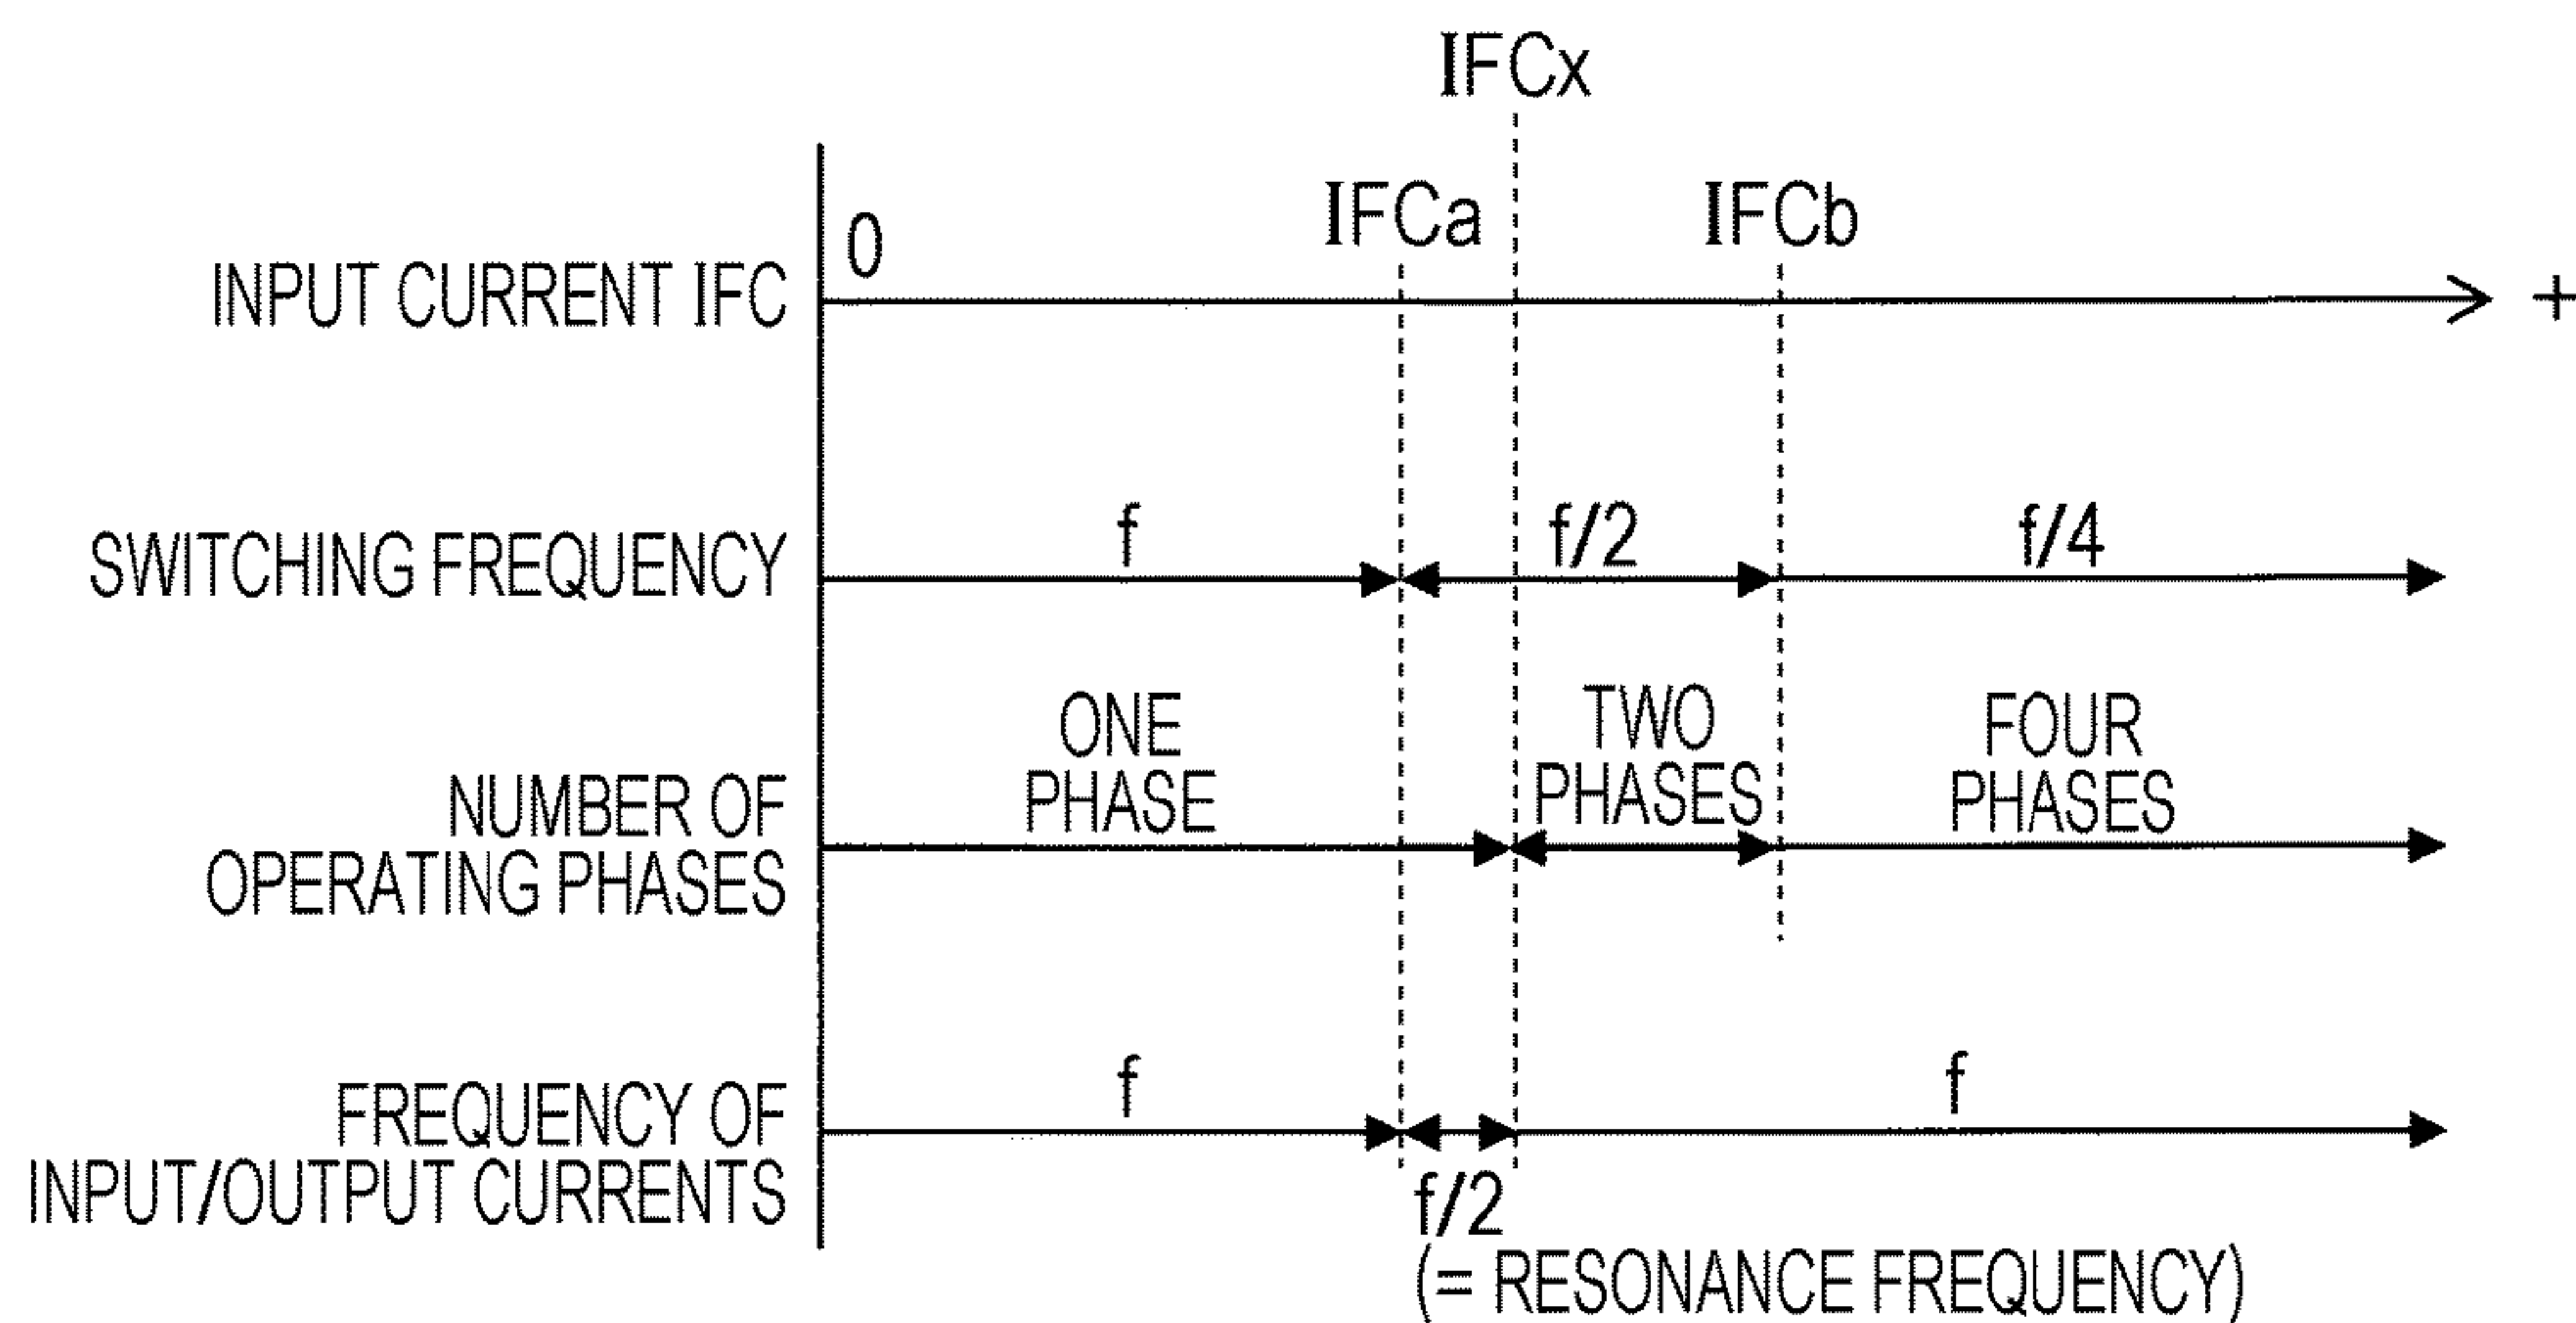 IFCx
IFCa
IFCb
0
INPUT CURRENT IFC
+
SWITCHING FREQUENCY
f
f/2
f/4
NUMBER OF
OPERATING PHASES
ONE
PHASE
TWO
PHASES
FOUR
PHASES
FREQUENCY OF
INPUT/OUTPUT CURRENTS
f
f/2
(= RESONANCE FREQUENCY)
f